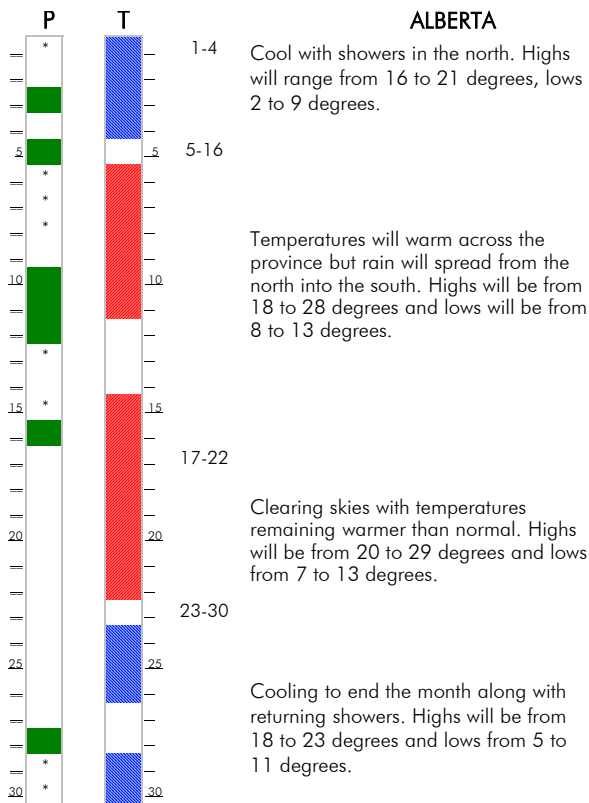 P T ALBERTA
*
1-4
Cool with showers in the north. Highs
will range from 16 to 21 degrees, lows
2 to 9 degrees.
5 5 5-16
*
*
*
Temperatures will warm across the
province but rain will spread from the
north into the south. Highs will be from
18 to 28 degrees and lows will be from
8 to 13 degrees.
10 10
*
*
15 15
17-22
Clearing skies with temperatures
remaining warmer than normal. Highs
will be from 20 to 29 degrees and lows
from 7 to 13 degrees.
20 20
23-30
25 25
Cooling to end the month along with
returning showers. Highs will be from
18 to 23 degrees and lows from 5 to
11 degrees.
*
*
30 30